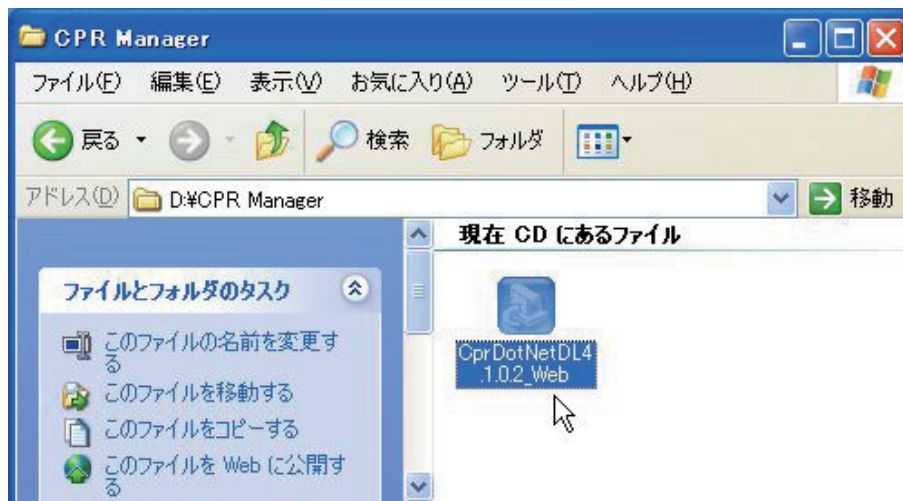 CPR Manager
ファイル(F) 編集(E) 表示(V) お気に入り(A) ツール(T) ヘルプ(H)
戻る 検索 フォルダ
アドレス(D) D:¥CPR Manager 移動
現在 CD にあるファイル
ファイルとフォルダのタスク
このファイルの名前を変更す
る
このファイルを移動する
このファイルをコピーする
このファイルを Web に公開す
る
CprDotNetDL4
.1.0.2_Web